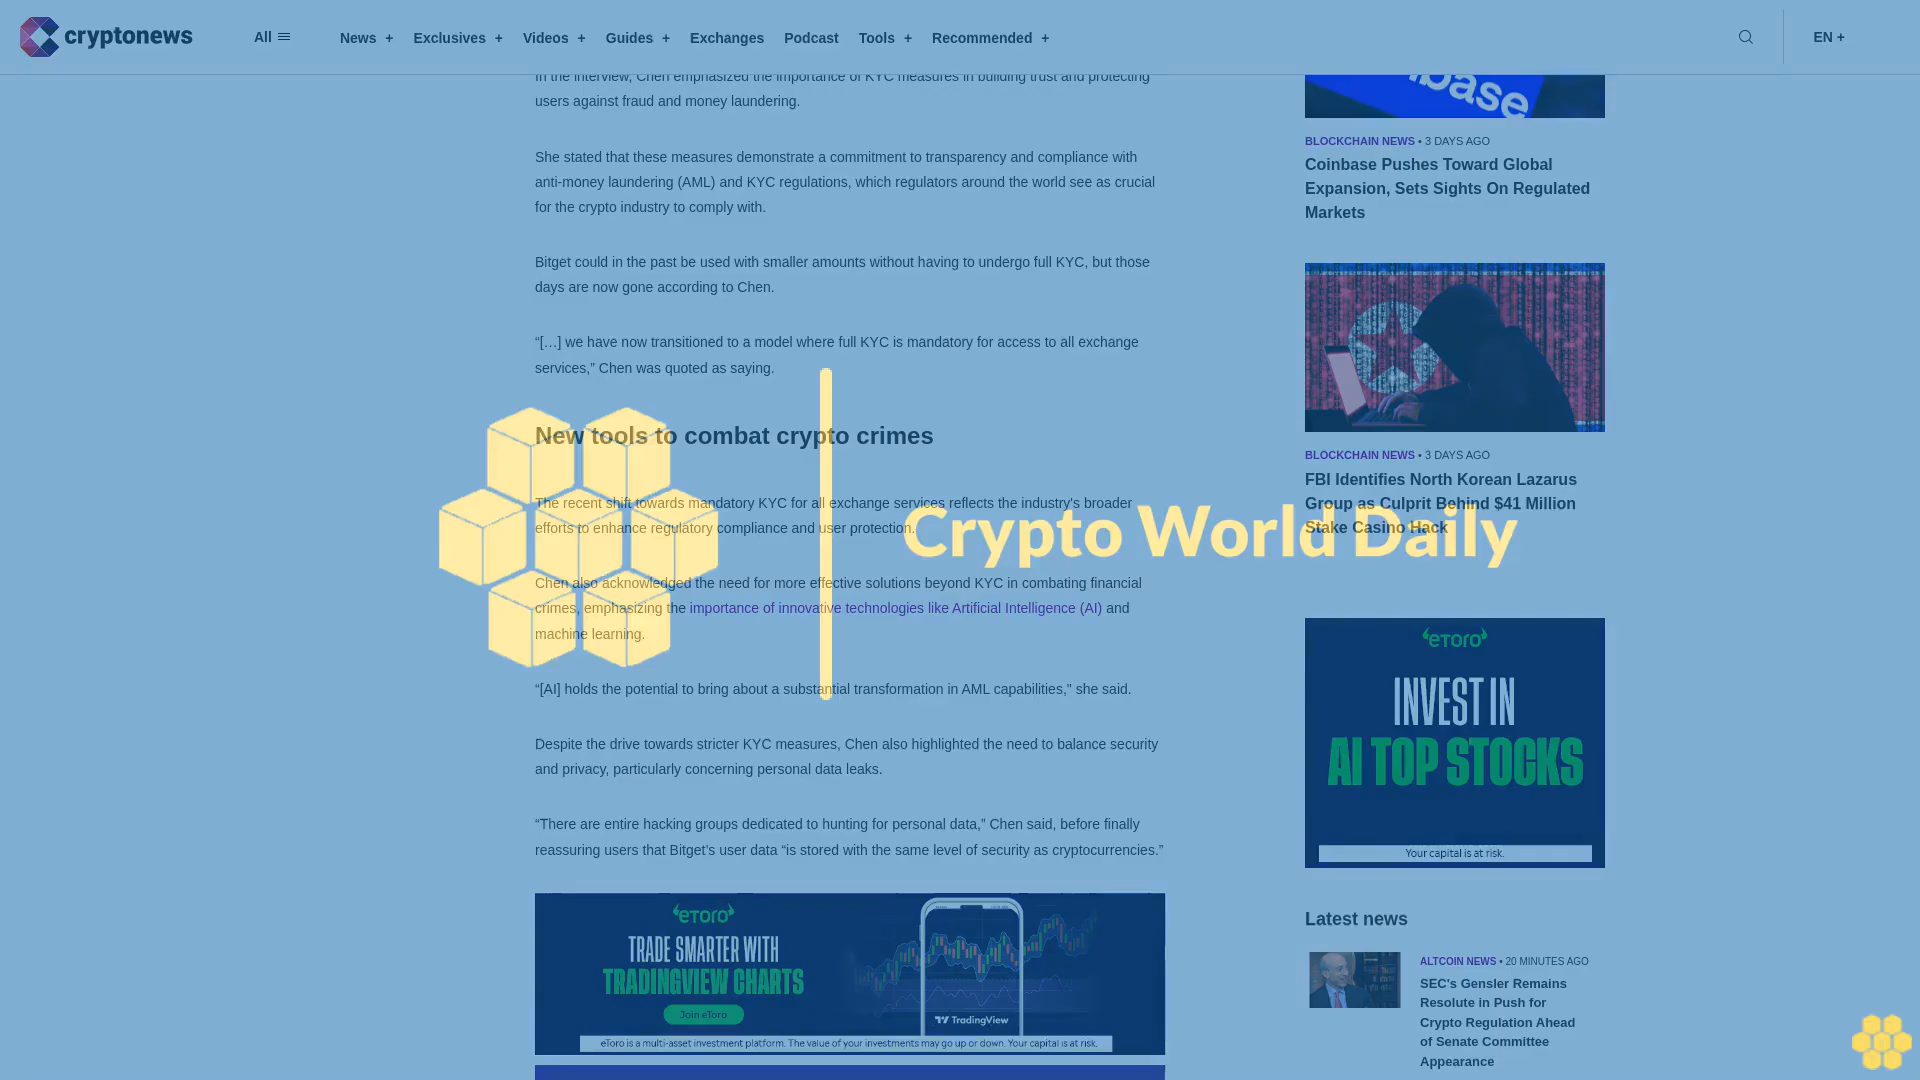 cryptonews
All
News +
Exclusives +
Videos +
Guides +
Exchanges
Podcast
Tools +
Recommended +
EN +
In the interview, Chen emphasized the importance of KYC measures in building trust and protecting
users against fraud and money laundering.
She stated that these measures demonstrate a commitment to transparency and compliance with
anti-money laundering (AML) and KYC regulations, which regulators around the world see as crucial
for the crypto industry to comply with.
Bitget could in the past be used with smaller amounts without having to undergo full KYC, but those
days are now gone according to Chen.
“[…] we have now transitioned to a model where full KYC is mandatory for access to all exchange
services,” Chen was quoted as saying.
New tools to combat crypto crimes
The recent shift towards mandatory KYC for all exchange services reflects the industry's broader
efforts to enhance regulatory compliance and user protection.
Chen also acknowledged the need for more effective solutions beyond KYC in combating financial
crimes, emphasizing the importance of innovative technologies like Artificial Intelligence (AI) and
machine learning.
“[AI] holds the potential to bring about a substantial transformation in AML capabilities," she said.
Despite the drive towards stricter KYC measures, Chen also highlighted the need to balance security
and privacy, particularly concerning personal data leaks.
“There are entire hacking groups dedicated to hunting for personal data,” Chen said, before finally
reassuring users that Bitget’s user data “is stored with the same level of security as cryptocurrencies.”
eToro
TRADE SMARTER WITH
TRADINGVIEW CHARTS
Join eToro
TradingView
eToro is a multi-asset investment platform. The value of your investments may go up or down. Your capital is at risk.
Crypto World Daily
base
BLOCKCHAIN NEWS • 3 DAYS AGO
Coinbase Pushes Toward Global
Expansion, Sets Sights On Regulated
Markets
BLOCKCHAIN NEWS • 3 DAYS AGO
FBI Identifies North Korean Lazarus
Group as Culprit Behind $41 Million
Stake Casino Hack
eToro
INVEST IN
AI TOP STOCKS
Your capital is at risk.
Latest news
ALTCOIN NEWS • 20 MINUTES AGO
SEC's Gensler Remains
Resolute in Push for
Crypto Regulation Ahead
of Senate Committee
Appearance